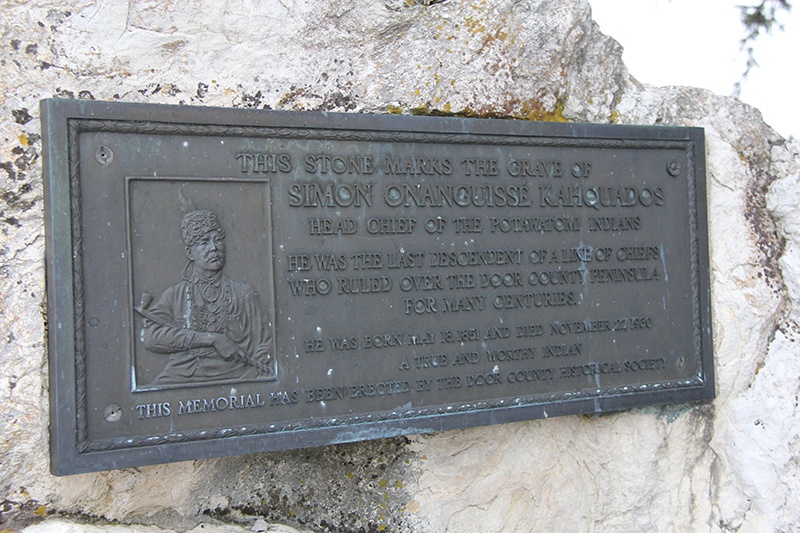 THIS STONE MARKS THE GRAVE OF
SIMON ONANGUISSÉ KAHQUADOS
HEAD CHIEF OF THE POTAWATOMI INDIANS
HE WAS THE LAST DESCENDENT OF A LINE OF CHIEFS
WHO RULED OVER THE DOOR COUNTY PENINSULA
FOR MANY CENTURIES.
HE WAS BORN MAY 18, 1851 AND DIED NOVEMBER 27, 1930
A TRUE AND WORTHY INDIAN
THIS MEMORIAL HAS BEEN ERECTED BY THE DOOR COUNTY HISTORICAL SOCIETY